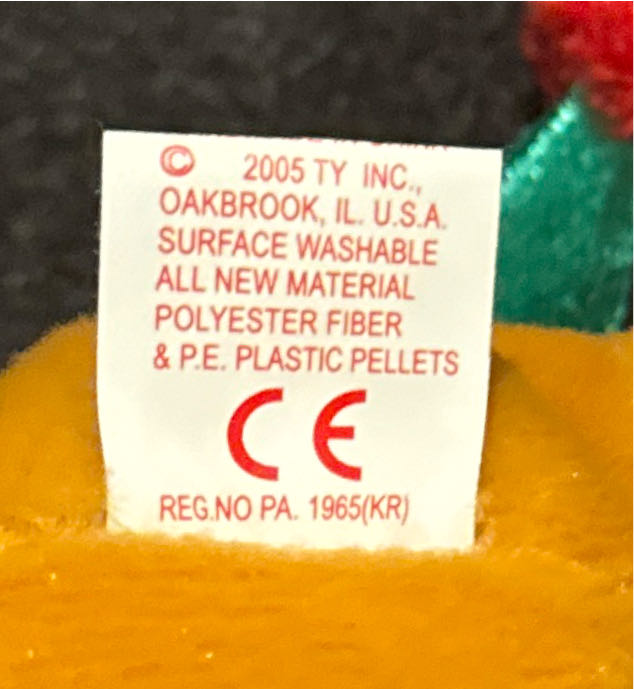 © 2005 TY INC.,
OAKBROOK, IL. U.S.A.
SURFACE WASHABLE
ALL NEW MATERIAL
POLYESTER FIBER
& P.E. PLASTIC PELLETS
CE
REG.NO PA. 1965(KR)